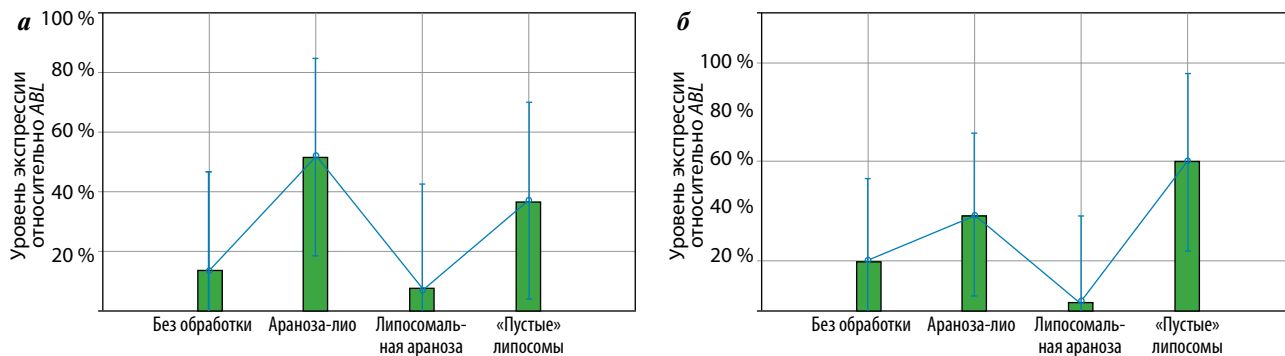 а
100 %
80 %
60 %
40 %
20 %
Уровень экспрессии
относительно ABL
Без обработки
Араноза-лио
Липосомаль-
ная араноза
«Пустые»
липосомы
б
100 %
80 %
60 %
40 %
20 %
Уровень экспрессии
относительно ABL
Без обработки
Араноза-лио
Липосомаль-
ная араноза
«Пустые»
липосомы